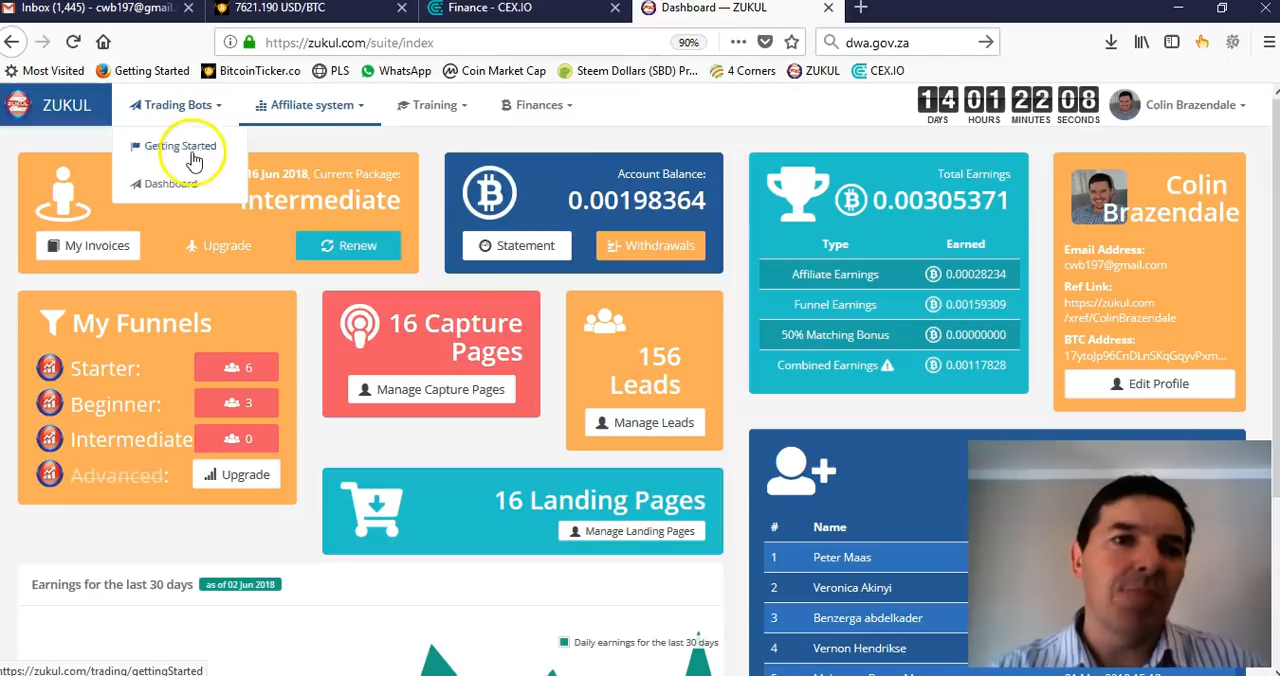 Inbox (1,445) - cwb197@gmail.
7621.190 USD/BTC
Finance - CEX.IO
Dashboard — ZUKUL
https://zukul.com/suite/index
90%
dwa.gov.za
Most Visited
Getting Started
BitcoinTicker.co
PLS
WhatsApp
Coin Market Cap
Steem Dollars (SBD) Pr...
4 Corners
ZUKUL
CEX.IO
ZUKUL
Trading Bots
Affiliate system
Training
Finances
14 01 22 08
DAYS HOURS MINUTES SECONDS
Colin Brazendale
Getting Started
Dashboard
16 Jun 2018, Current Package:
Intermediate
My Invoices
Upgrade
Renew
Account Balance:
0.00198364
Statement
Withdrawals
Total Earnings
0.00305371
Type Earned
Affiliate Earnings 0.00028234
Funnel Earnings 0.00159309
50% Matching Bonus 0.00000000
Combined Earnings 0.00117828
Colin
Brazendale
Email Address:
cwb197@gmail.com
Ref Link:
https://zukul.com
/xref/ColinBrazendale
BTC Address:
17ytoJp96CnDLnSKqGqyvPxm...
Edit Profile
My Funnels
Starter: 6
Beginner: 3
Intermediate 0
Advanced: Upgrade
16 Capture
Pages
Manage Capture Pages
156
Leads
Manage Leads
16 Landing Pages
Manage Landing Pages
# Name
1 Peter Maas
2 Veronica Akinyi
3 Benzerga abdelkader
4 Vernon Hendrikse
Earnings for the last 30 days as of 02 Jun 2018
Daily earnings for the last 30 days
https://zukul.com/trading/gettingStarted